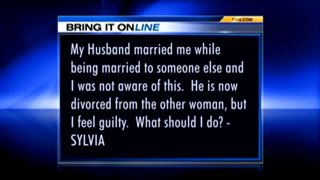 BRING IT ONLINE
My Husband married me while
being married to someone else and
I was not aware of this.  He is now
divorced from the other woman, but
I feel guilty.  What should I do? -
SYLVIA